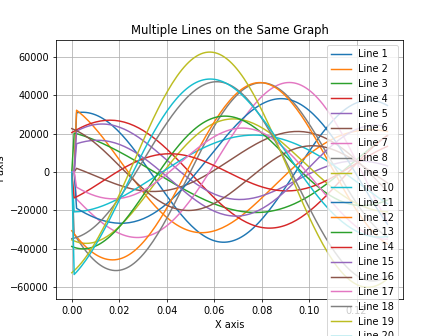 Multiple Lines on the Same Graph
60000
40000
20000
0
−20000
−40000
−60000
0.00 0.02 0.04 0.06 0.08 0.10
X axis
axis
Line 1
Line 2
Line 3
Line 4
Line 5
Line 6
Line 7
Line 8
Line 9
Line 10
Line 11
Line 12
Line 13
Line 14
Line 15
Line 16
Line 17
Line 18
Line 19
Line 20